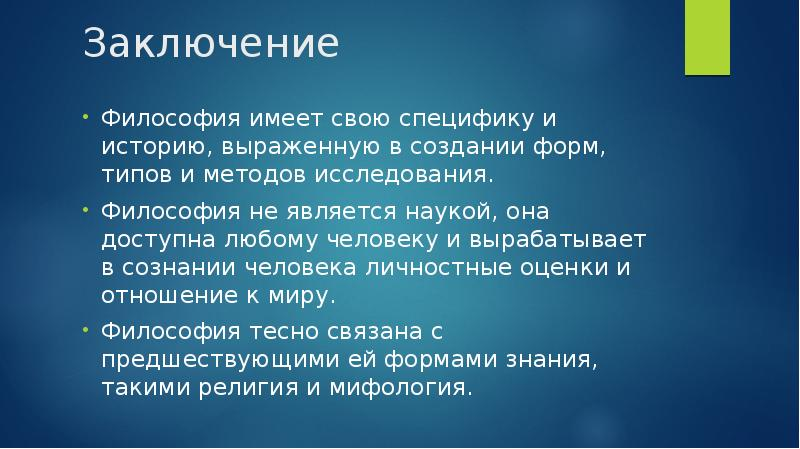 Заключение
• Философия имеет свою специфику и
историю, выраженную в создании форм,
типов и методов исследования.
• Философия не является наукой, она
доступна любому человеку и вырабатывает
в сознании человека личностные оценки и
отношение к миру.
• Философия тесно связана с
предшествующими ей формами знания,
такими религия и мифология.